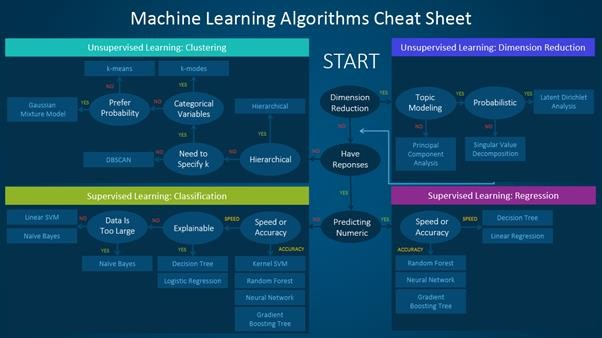 Machine Learning Algorithms Cheat Sheet
Unsupervised Learning: Clustering
START
Unsupervised Learning: Dimension Reduction
k-means
k-modes
NO
NO
Gaussian
Mixture Model
YES
Prefer
Probability
NO
Categorical
Variables
Hierarchical
YES
YES
DBSCAN
NO
Need to
Specify k
NO
Hierarchical
NO
Dimension
Reduction
YES
Topic
Modeling
YES
Probabilistic
YES
Latent Dirichlet
Analysis
NO
NO
NO
Principal
Component
Analysis
Singular Value
Decomposition
Have
Reponses
YES
Supervised Learning: Classification
Supervised Learning: Regression
Linear SVM
Naïve Bayes
NO
Data Is
Too Large
NO
Explainable
SPEED
Speed or
Accuracy
NO
Predicting
Numeric
YES
Speed or
Accuracy
SPEED
Decision Tree
Linear Regression
YES
YES
ACCURACY
ACCURACY
Naïve Bayes
Decision Tree
Logistic Regression
Kernel SVM
Random Forest
Neural Network
Gradient
Boosting Tree
Random Forest
Neural Network
Gradient
Boosting Tree